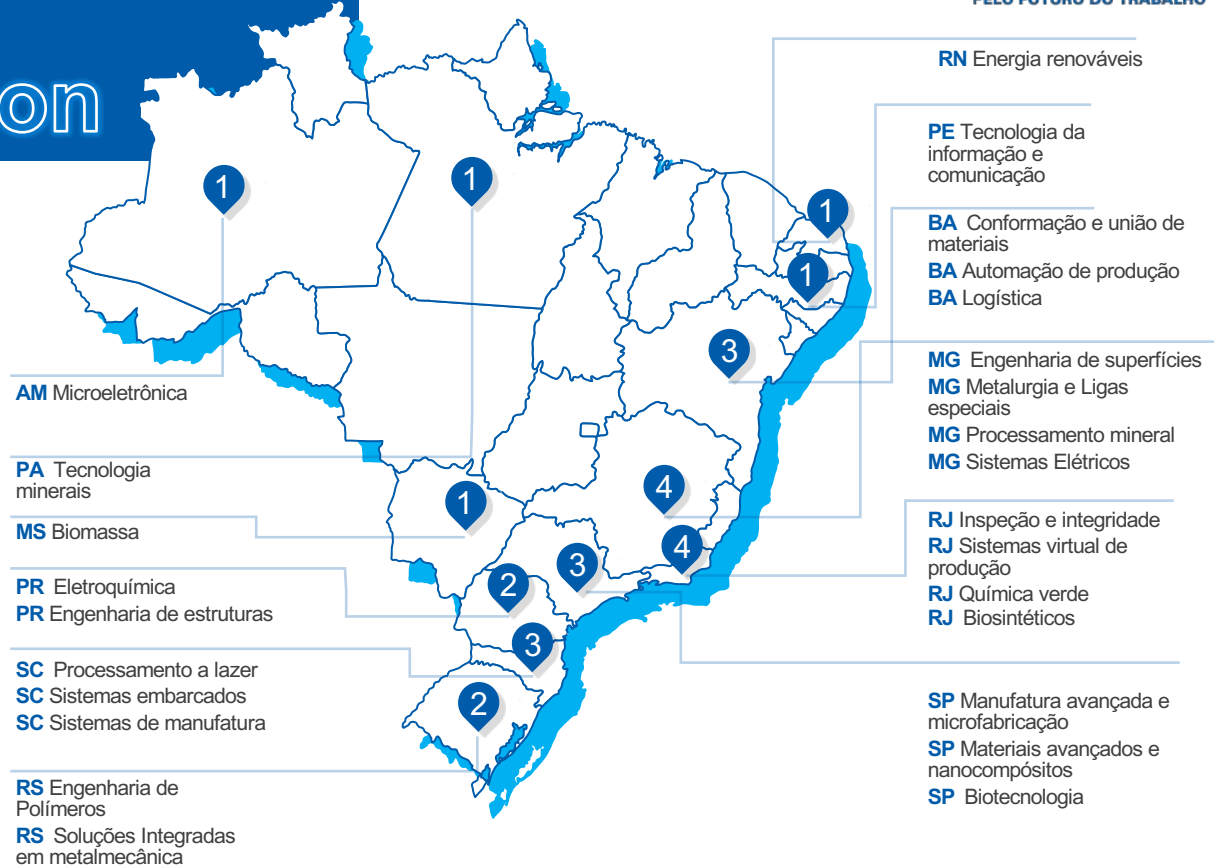 PELO FUTURO DO TRABALHO
on
RN Energia renováveis
PE Tecnologia da
informação e
comunicação
BA Conformação e união de
materiais
BA Automação de produção
BA Logística
MG Engenharia de superfícies
MG Metalurgia e Ligas
especiais
MG Processamento mineral
MG Sistemas Elétricos
RJ Inspeção e integridade
RJ Sistemas virtual de
produção
RJ Química verde
RJ Biosintéticos
SP Manufatura avançada e
microfabricação
SP Materiais avançados e
nanocompósitos
SP Biotecnologia
AM Microeletrônica
PA Tecnologia
minerais
MS Biomassa
PR Eletroquímica
PR Engenharia de estruturas
SC Processamento a lazer
SC Sistemas embarcados
SC Sistemas de manufatura
RS Engenharia de
Polímeros
RS Soluções Integradas
em metalmecânica
1
1
1
1
3
1
4
4
3
2
3
2